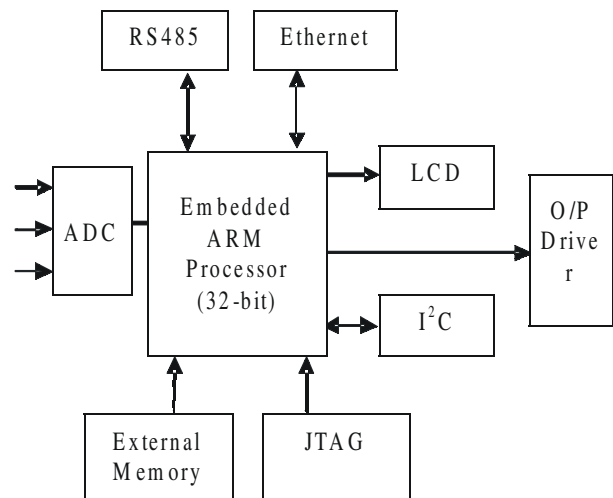 RS485
Ethernet
LCD
O/P
Drive
r
ADC
Embedded
ARM
Processor
(32-bit)
I²C
External
Memory
JTAG